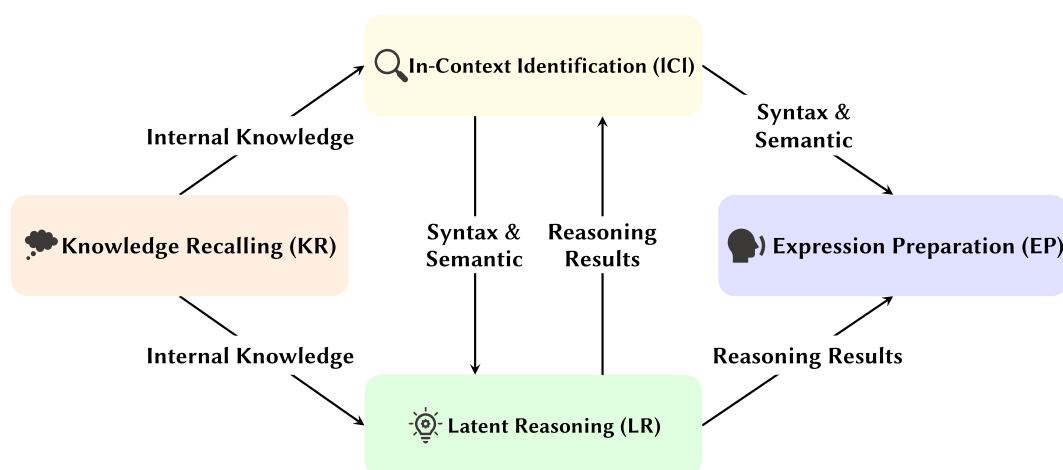 In-Context Identification (ICI)
Internal Knowledge
Syntax &
Semantic
Knowledge Recalling (KR)
Syntax &
Semantic
Reasoning
Results
Expression Preparation (EP)
Internal Knowledge
Reasoning Results
Latent Reasoning (LR)